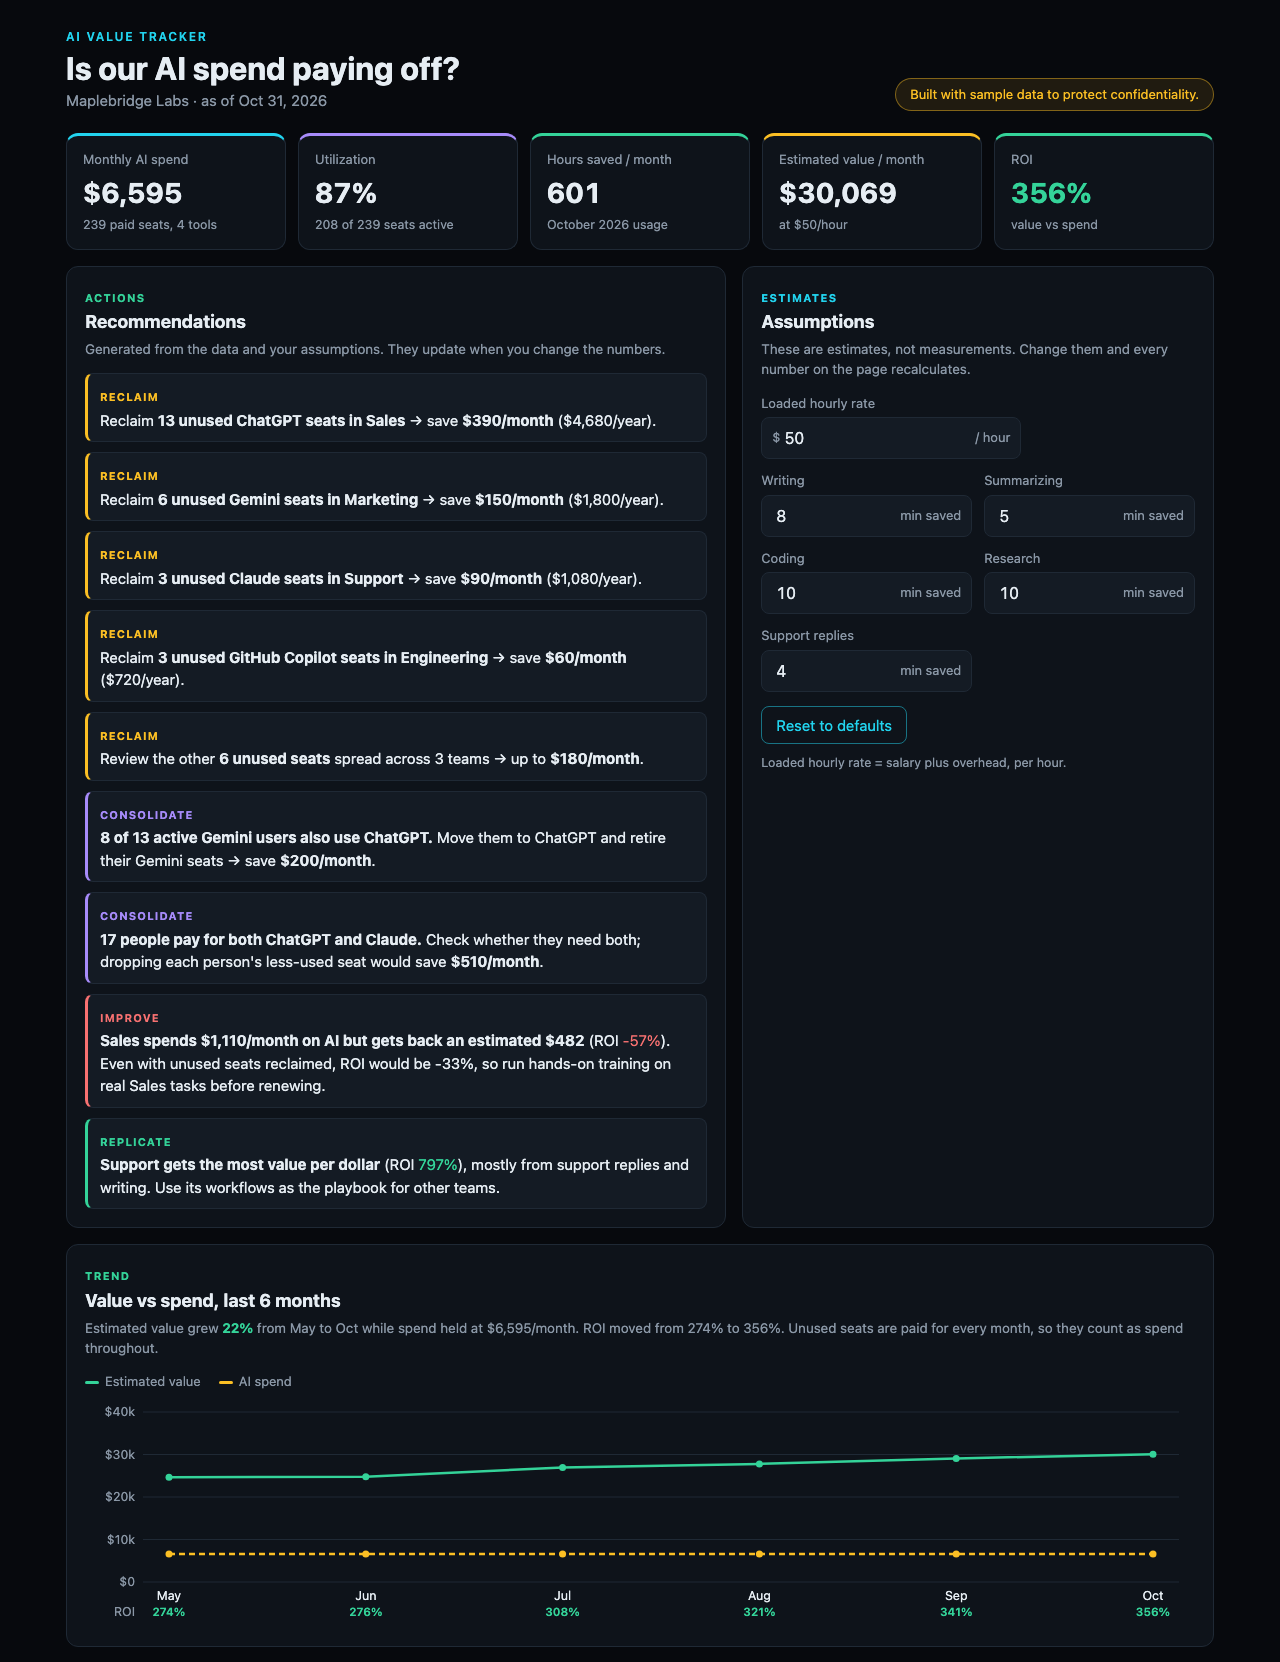 AI VALUE TRACKER
Is our AI spend paying off?
Maplebridge Labs · as of Oct 31, 2026
Built with sample data to protect confidentiality.
Monthly AI spend
$6,595
239 paid seats, 4 tools
Utilization
87%
208 of 239 seats active
Hours saved / month
601
October 2026 usage
Estimated value / month
$30,069
at $50/hour
ROI
356%
value vs spend
ACTIONS
Recommendations
Generated from the data and your assumptions. They update when you change the numbers.
RECLAIM
Reclaim 13 unused ChatGPT seats in Sales → save $390/month ($4,680/year).
RECLAIM
Reclaim 6 unused Gemini seats in Marketing → save $150/month ($1,800/year).
RECLAIM
Reclaim 3 unused Claude seats in Support → save $90/month ($1,080/year).
RECLAIM
Reclaim 3 unused GitHub Copilot seats in Engineering → save $60/month
($720/year).
RECLAIM
Review the other 6 unused seats spread across 3 teams → up to $180/month.
CONSOLIDATE
8 of 13 active Gemini users also use ChatGPT. Move them to ChatGPT and retire
their Gemini seats → save $200/month.
CONSOLIDATE
17 people pay for both ChatGPT and Claude. Check whether they need both;
dropping each person's less-used seat would save $510/month.
IMPROVE
Sales spends $1,110/month on AI but gets back an estimated $482 (ROI -57%).
Even with unused seats reclaimed, ROI would be -33%, so run hands-on training on
real Sales tasks before renewing.
REPLICATE
Support gets the most value per dollar (ROI 797%), mostly from support replies and
writing. Use its workflows as the playbook for other teams.
ESTIMATES
Assumptions
These are estimates, not measurements. Change them and every
number on the page recalculates.
Loaded hourly rate
$ 50 / hour
Writing
8 min saved
Summarizing
5 min saved
Coding
10 min saved
Research
10 min saved
Support replies
4 min saved
Reset to defaults
Loaded hourly rate = salary plus overhead, per hour.
TREND
Value vs spend, last 6 months
Estimated value grew 22% from May to Oct while spend held at $6,595/month. ROI moved from 274% to 356%. Unused seats are paid for every month, so they count as spend
throughout.
Estimated value AI spend
$40k
$30k
$20k
$10k
$0
May Jun Jul Aug Sep Oct
ROI 274% 276% 308% 321% 341% 356%